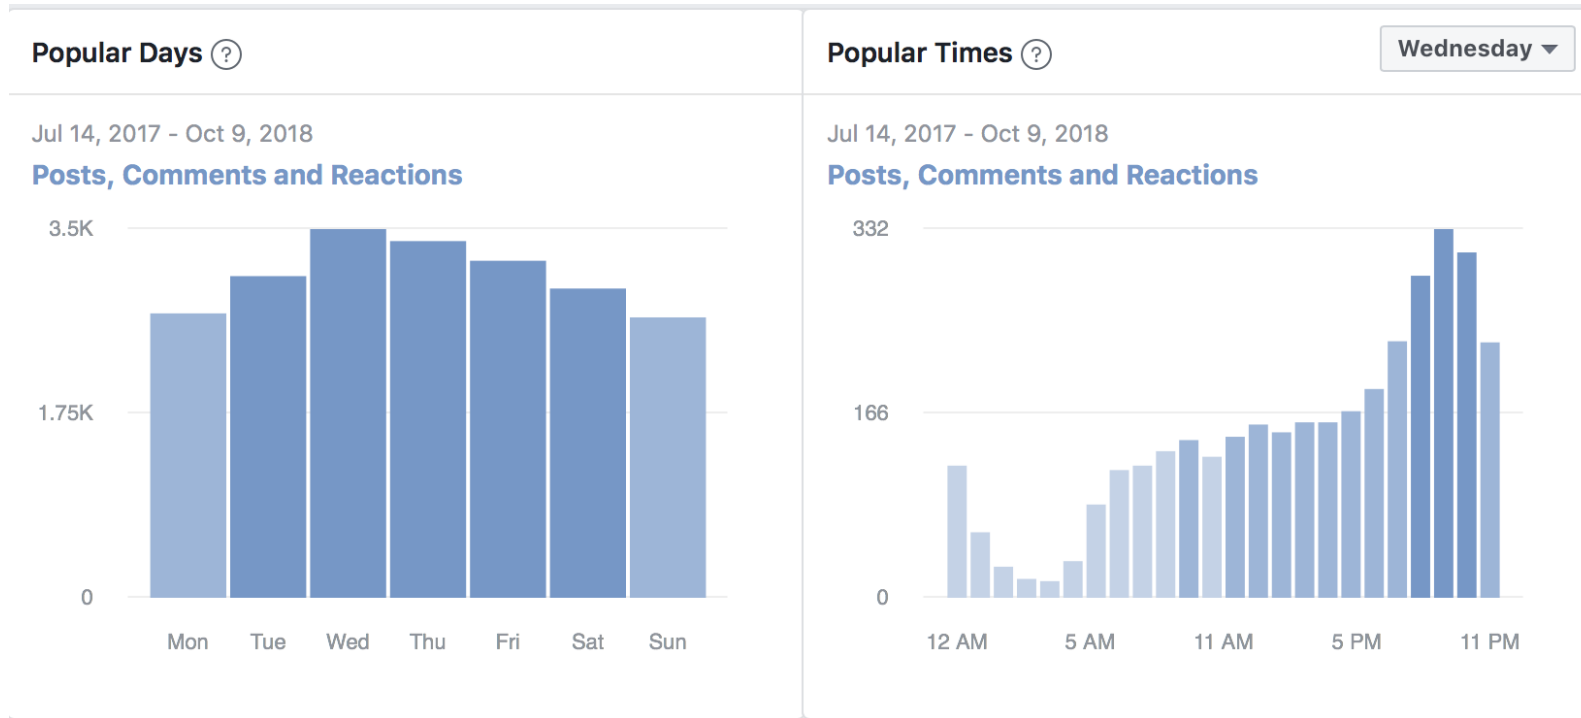 Popular Days ?
Jul 14, 2017 - Oct 9, 2018
Posts, Comments and Reactions
3.5K
1.75K
0
Mon Tue Wed Thu Fri Sat Sun
Popular Times ?
Wednesday
Jul 14, 2017 - Oct 9, 2018
Posts, Comments and Reactions
332
166
0
12 AM 5 AM 11 AM 5 PM 11 PM